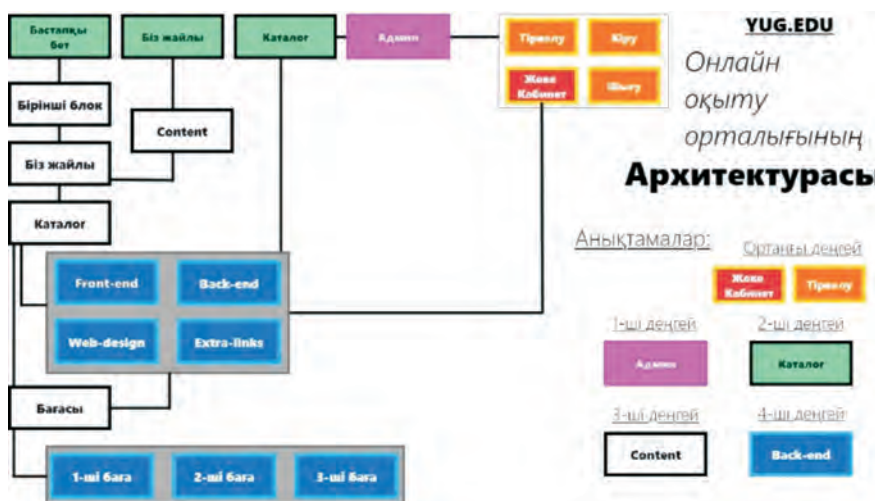 Бастапқы
бет
Біз жайлы
Каталог
Админ
Тіркелу
Кіру
Жеке
Кабинет
Шығу
YUG.EDU
Онлайн
оқыту
орталығының
Архитектурасы
Бірінші блок
Content
Біз жайлы
Каталог
Front-end
Back-end
Web-design
Extra-links
Бағасы
1-ші баға
2-ші баға
3-ші баға
Анықтамалар:
Ортаңғы деңгей
Жеке
Кабинет
Тіркелу
1-ші деңгей
2-ші деңгей
Админ
Каталог
3-ші деңгей
4-ші деңгей
Content
Back-end